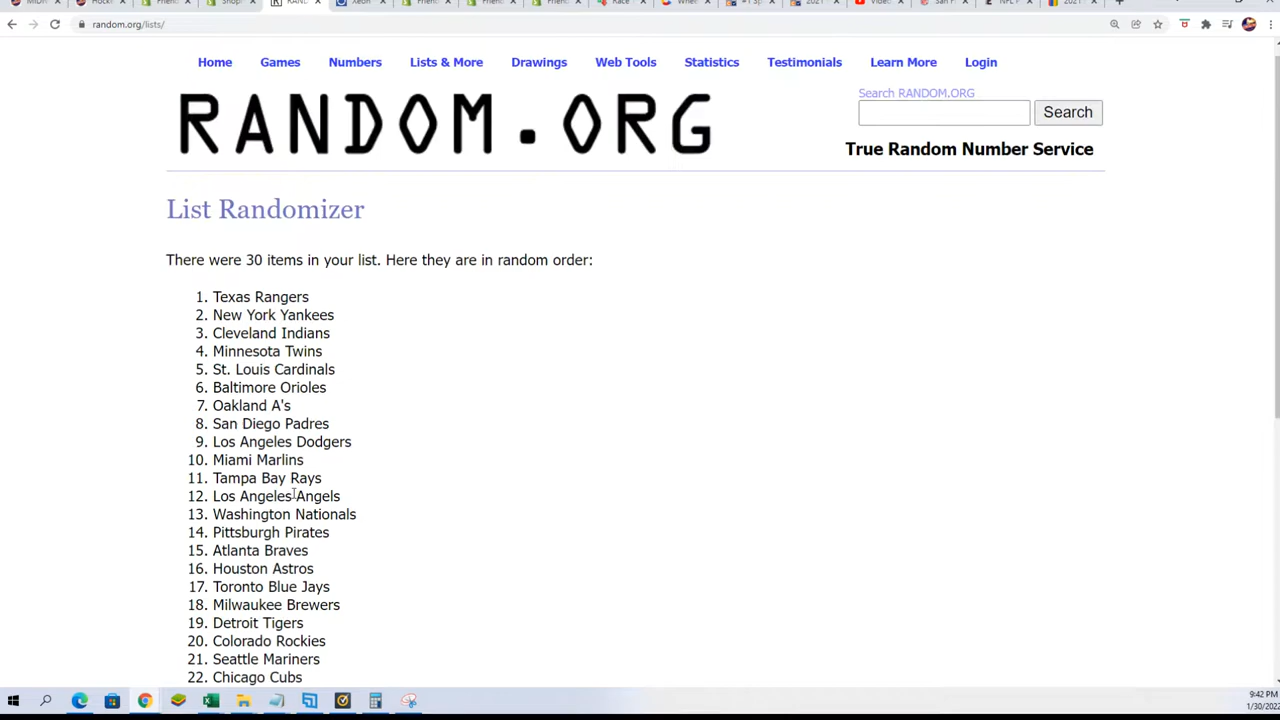 random.org/lists/
Home Games Numbers Lists & More Drawings Web Tools Statistics Testimonials Learn More Login
RANDOM.ORG
Search RANDOM.ORG
Search
True Random Number Service
List Randomizer
There were 30 items in your list. Here they are in random order:
1. Texas Rangers
2. New York Yankees
3. Cleveland Indians
4. Minnesota Twins
5. St. Louis Cardinals
6. Baltimore Orioles
7. Oakland A's
8. San Diego Padres
9. Los Angeles Dodgers
10. Miami Marlins
11. Tampa Bay Rays
12. Los Angeles Angels
13. Washington Nationals
14. Pittsburgh Pirates
15. Atlanta Braves
16. Houston Astros
17. Toronto Blue Jays
18. Milwaukee Brewers
19. Detroit Tigers
20. Colorado Rockies
21. Seattle Mariners
22. Chicago Cubs
9:42 PM